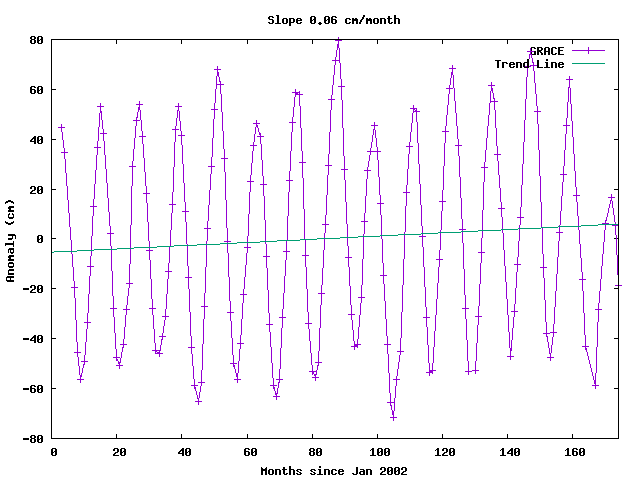 Slope 0.06 cm/month
GRACE
Trend Line
80
60
40
20
0
-20
-40
-60
-80
Anomaly (cm)
0 20 40 60 80 100 120 140 160
Months since Jan 2002